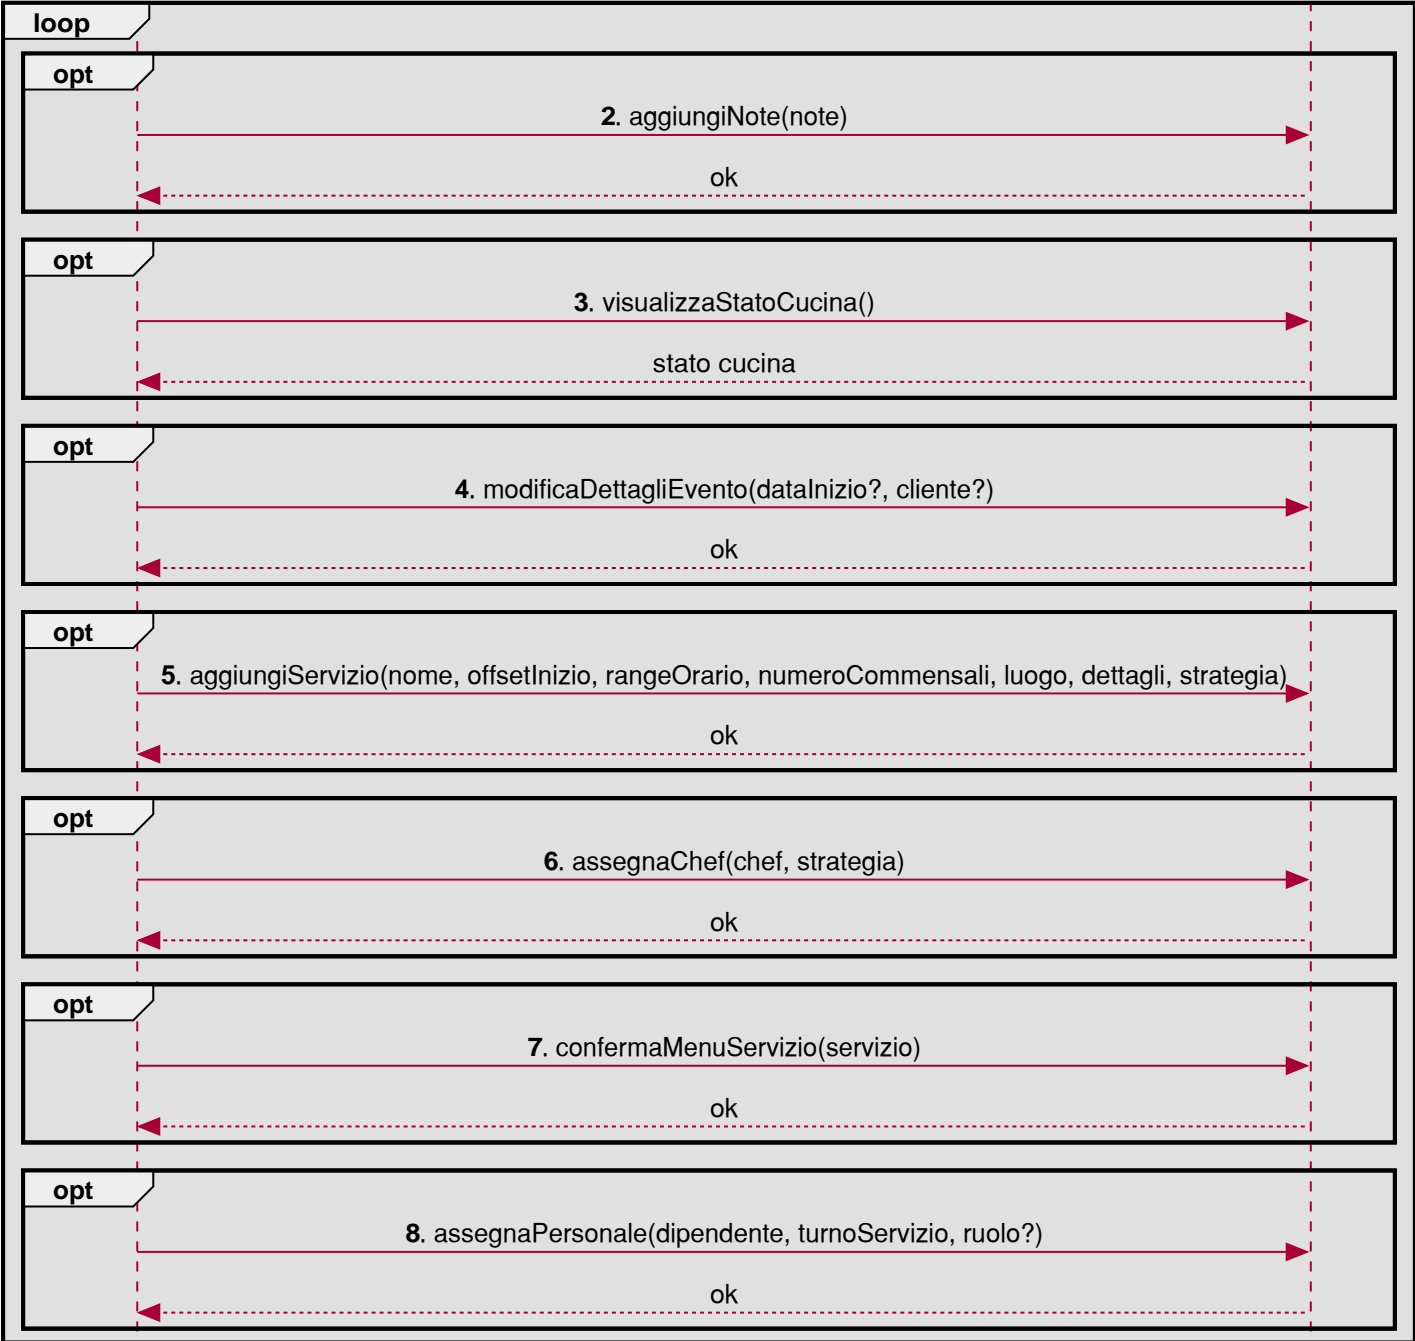 loop
opt
2. aggiungiNote(note)
ok
opt
3. visualizzaStatoCucina()
stato cucina
opt
4. modificaDettagliEvento(dataInizio?, cliente?)
ok
opt
5. aggiungiServizio(nome, offsetInizio, rangeOrario, numeroCommensali, luogo, dettagli, strategia)
ok
opt
6. assegnaChef(chef, strategia)
ok
opt
7. confermaMenuServizio(servizio)
ok
opt
8. assegnaPersonale(dipendente, turnoServizio, ruolo?)
ok